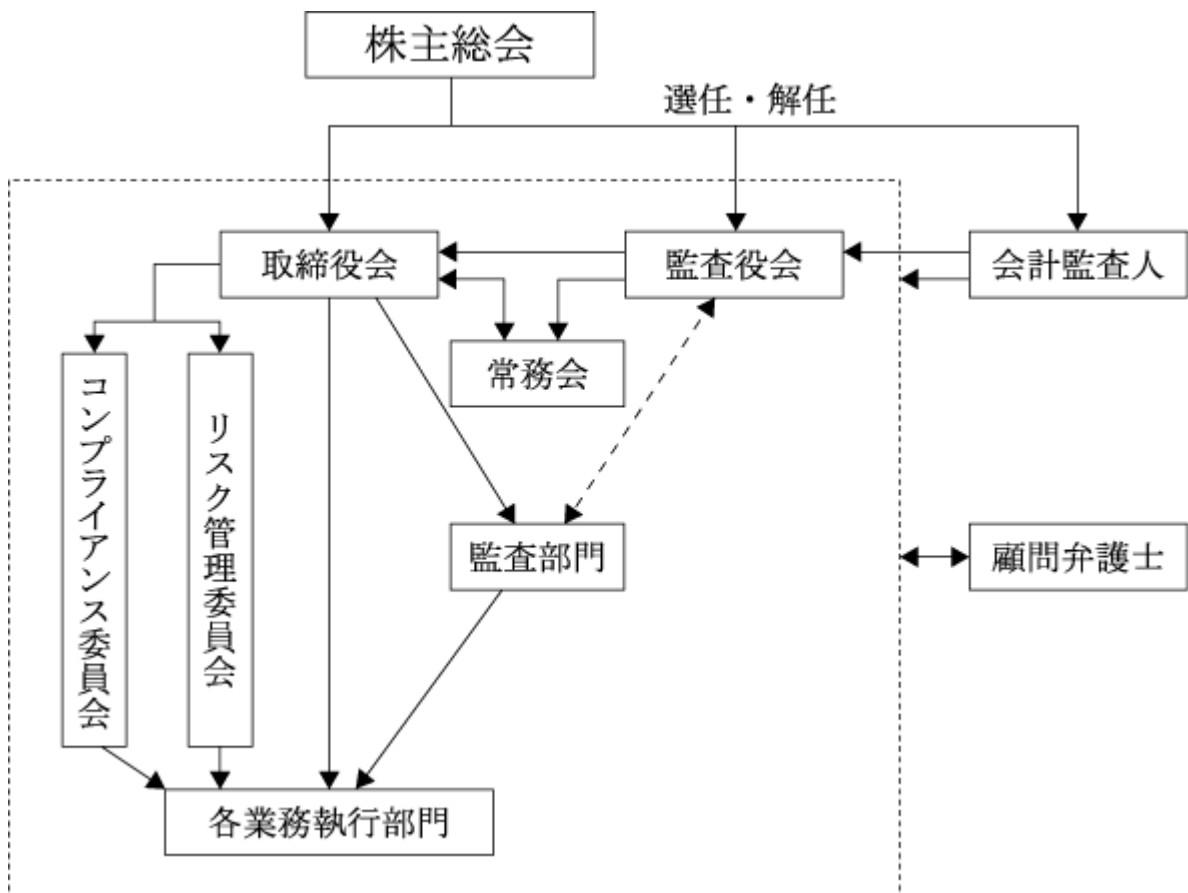 株主総会
選任・解任
取締役会
監査役会
会計監査人
常務会
コンプライアンス委員会
リスク管理委員会
監査部門
顧問弁護士
各業務執行部門